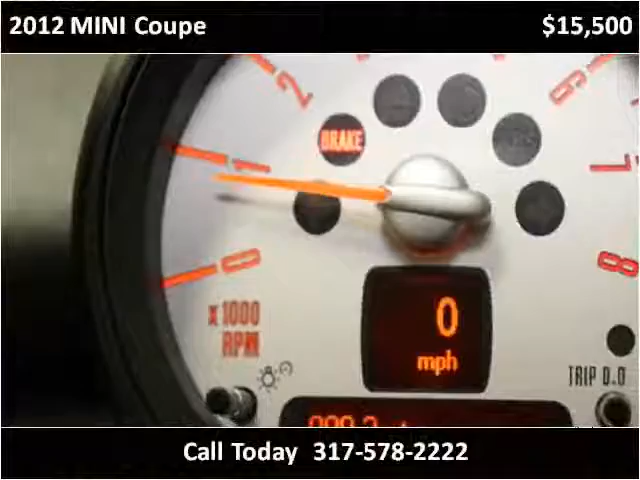 2012 MINI Coupe $15,500
2
6
BRAKE
1
7
0
8
x 1000
RPM
0
mph
TRIP 0.0
Call Today 317-578-2222